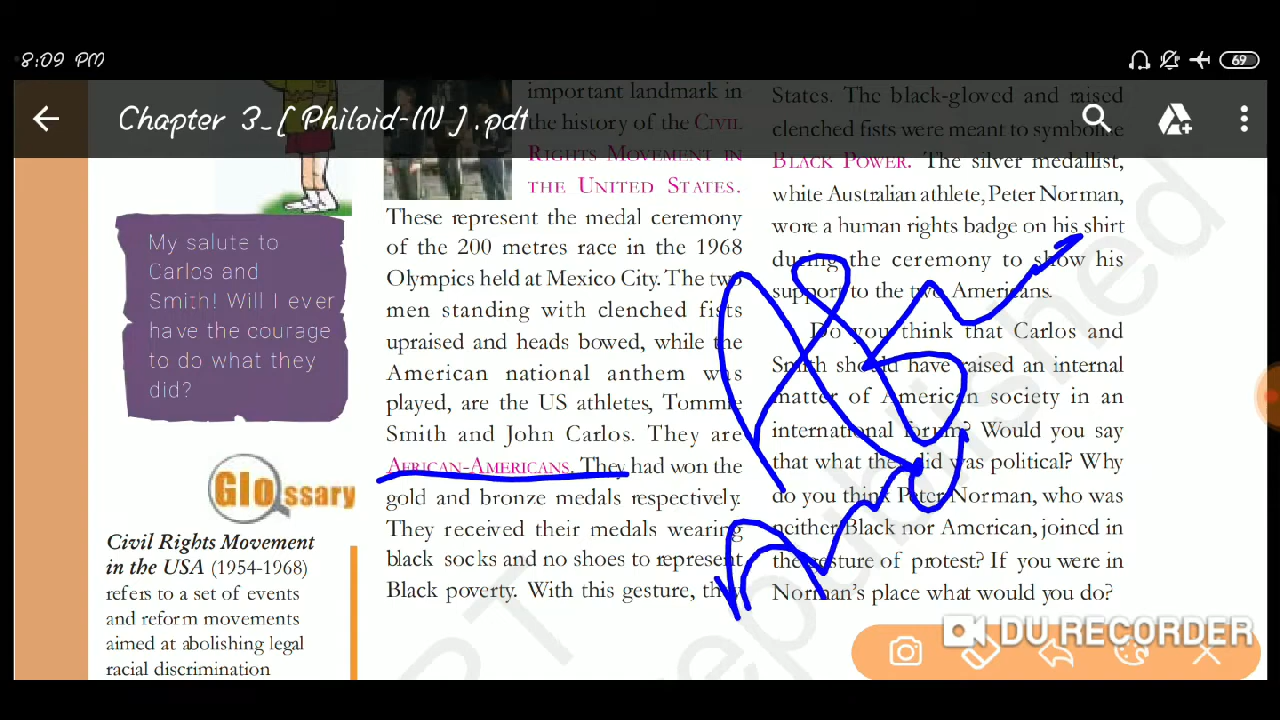 8:09 PM
69
Chapter 3_[ Philoid-IN ].pdf
My salute to
Carlos and
Smith! Will I ever
have the courage
to do what they
did?
Glossary
Civil Rights Movement
in the USA (1954-1968)
refers to a set of events
and reform movements
aimed at abolishing legal
racial discrimination
important landmark in
the history of the CIVIL
RIGHTS MOVEMENT IN
THE UNITED STATES.
These represent the medal ceremony
of the 200 metres race in the 1968
Olympics held at Mexico City. The two
men standing with clenched fists
upraised and heads bowed, while the
American national anthem was
played, are the US athletes, Tommie
Smith and John Carlos. They are
AFRICAN-AMERICANS. They had won the
gold and bronze medals respectively.
They received their medals wearing
black socks and no shoes to represent
Black poverty. With this gesture, they
States. The black-gloved and raised
clenched fists were meant to symbolise
BLACK POWER. The silver medallist,
white Australian athlete, Peter Norman,
wore a human rights badge on his shirt
during the ceremony to show his
support to the two Americans.
Do you think that Carlos and
Smith should have raised an internal
matter of American society in an
international forum? Would you say
that what they did was political? Why
do you think Peter Norman, who was
neither Black nor American, joined in
the gesture of protest? If you were in
Norman's place what would you do?
DU RECORDER